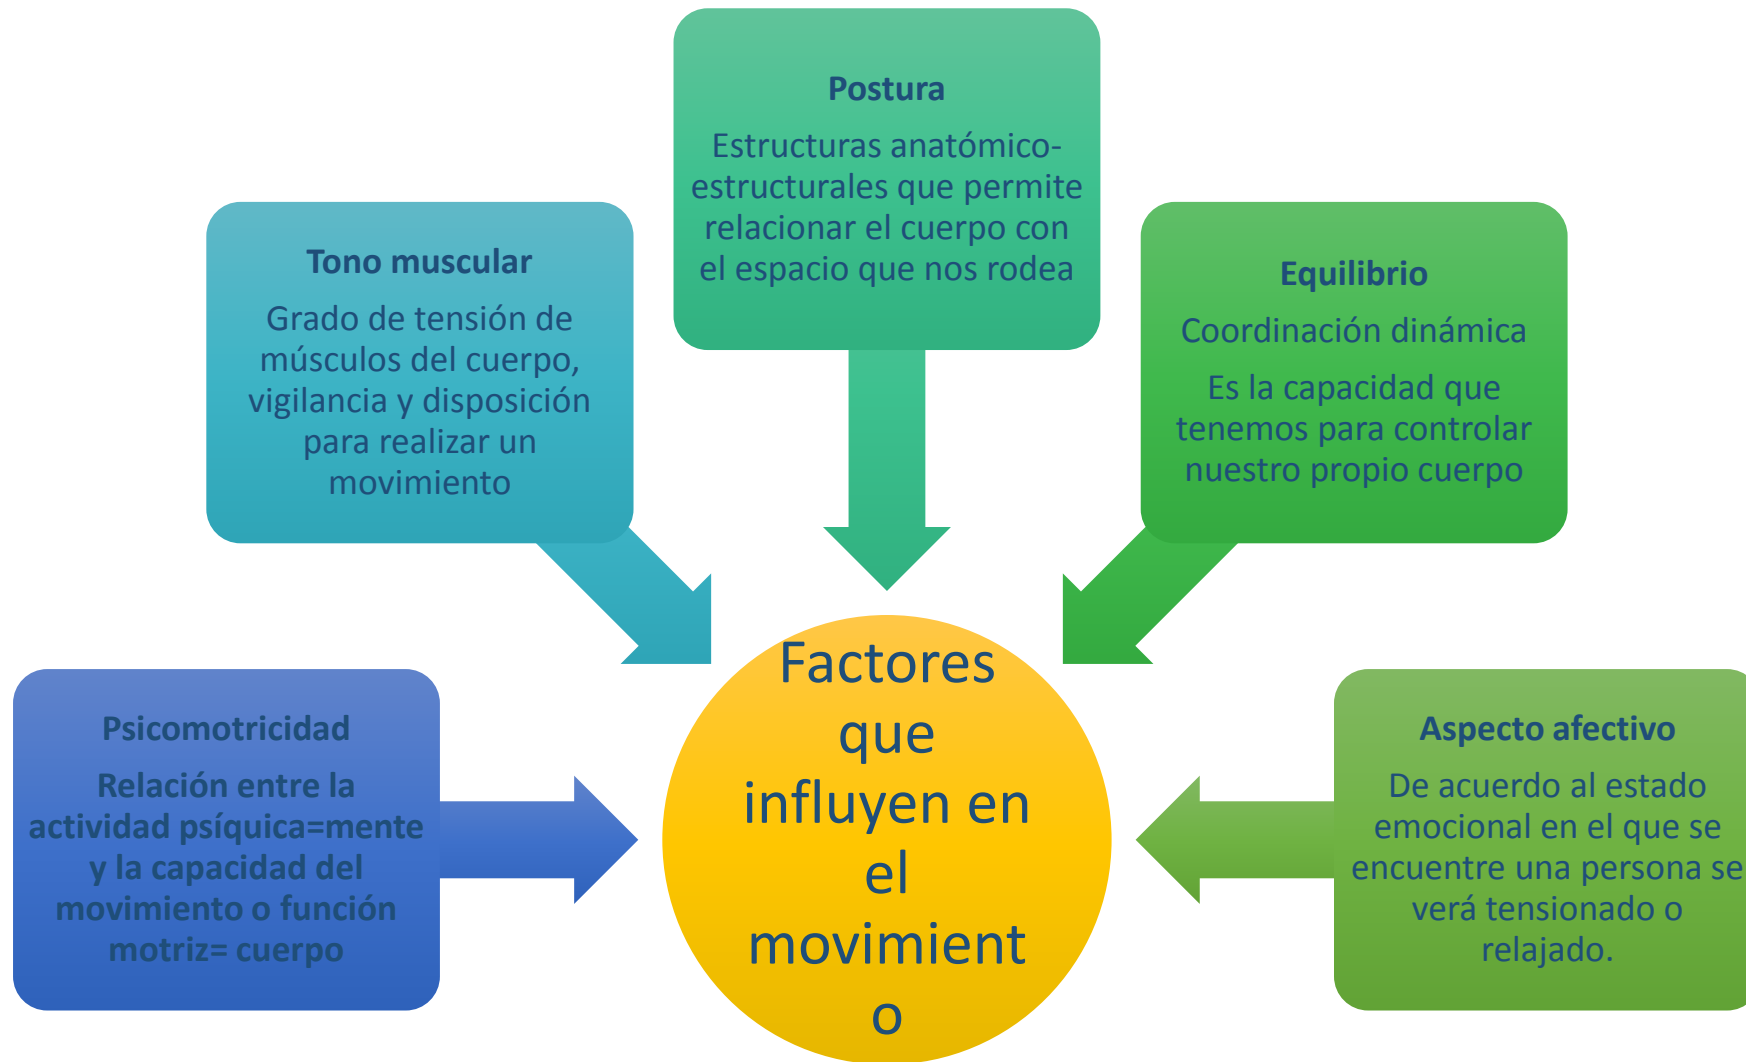 Postura
Estructuras anatómico-
estructurales que permite
relacionar el cuerpo con
el espacio que nos rodea
Tono muscular
Grado de tensión de
músculos del cuerpo,
vigilancia y disposición
para realizar un
movimiento
Equilibrio
Coordinación dinámica
Es la capacidad que
tenemos para controlar
nuestro propio cuerpo
Psicomotricidad
Relación entre la
actividad psíquica=mente
y la capacidad del
movimiento o función
motriz= cuerpo
Factores
que
influyen en
el
movimient
o
Aspecto afectivo
De acuerdo al estado
emocional en el que se
encuentre una persona se
verá tensionado o
relajado.